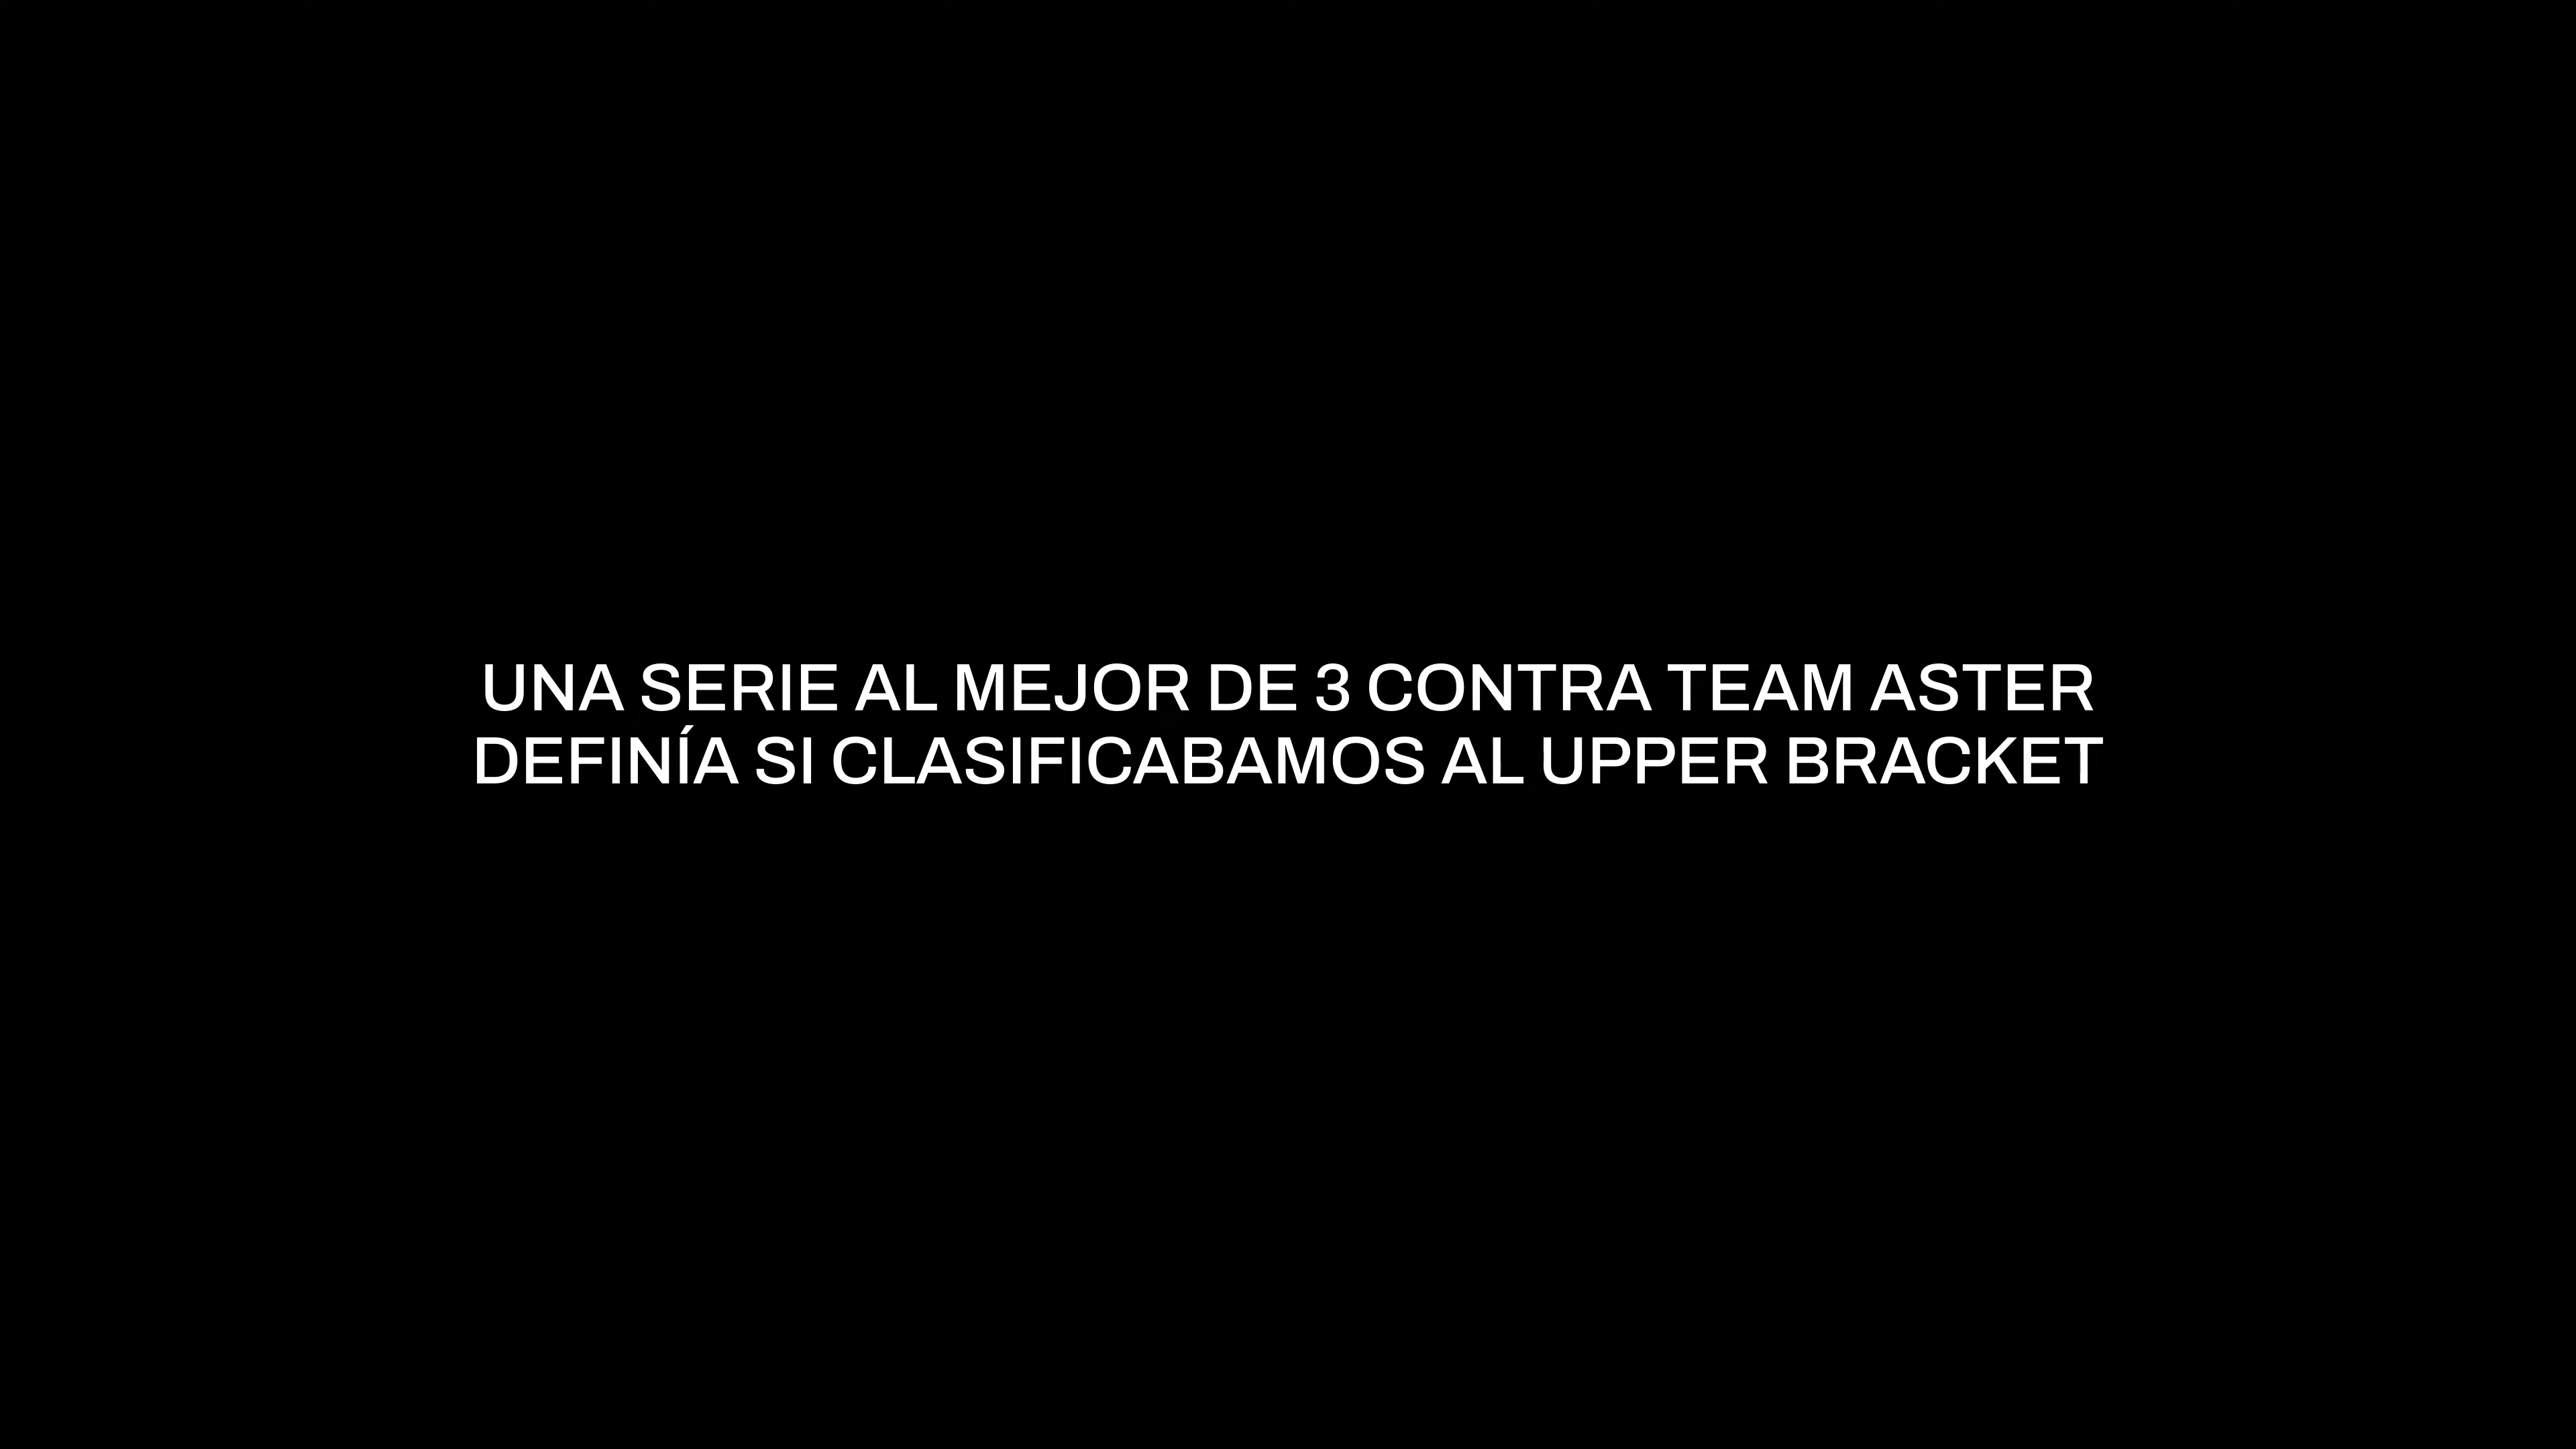 UNA SERIE AL MEJOR DE 3 CONTRA TEAM ASTER
DEFINÍA SI CLASIFICABAMOS AL UPPER BRACKET